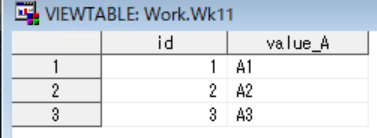 VIEWTABLE: Work.Wk11
id value_A
1 1 A1
2 2 A2
3 3 A3